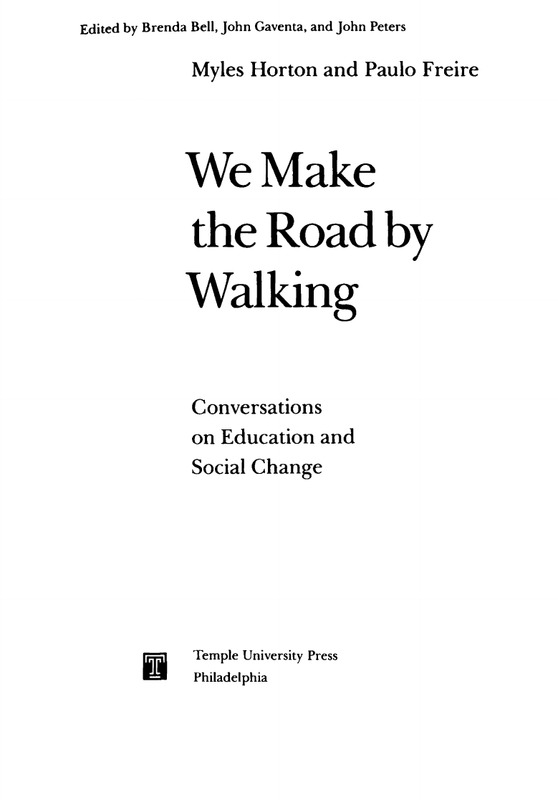 Edited by Brenda Bell, John Gaventa, and John Peters
Myles Horton and Paulo Freire
We Make
the Road by
Walking
Conversations
on Education and
Social Change
T
Temple University Press
Philadelphia